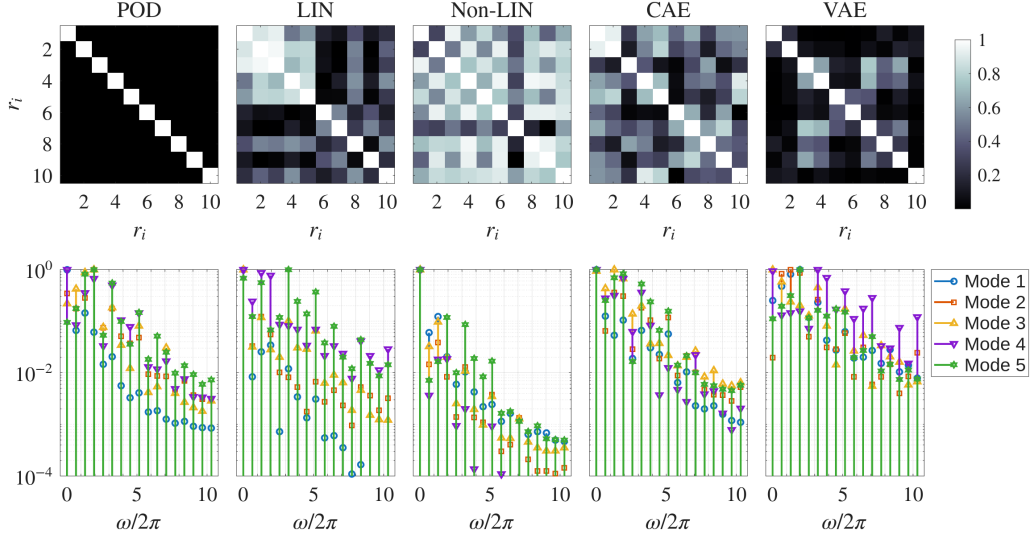 POD LIN Non-LIN CAE VAE
2
4
6
8
10
r_i
2 4 6 8 10 2 4 6 8 10 2 4 6 8 10 2 4 6 8 10 2 4 6 8 10
r_i r_i r_i r_i r_i
1
0.8
0.6
0.4
0.2
10^0
10^−2
10^−4
0 5 10 0 5 10 0 5 10 0 5 10 0 5 10
ω/2π ω/2π ω/2π ω/2π ω/2π
Mode 1
Mode 2
Mode 3
Mode 4
Mode 5